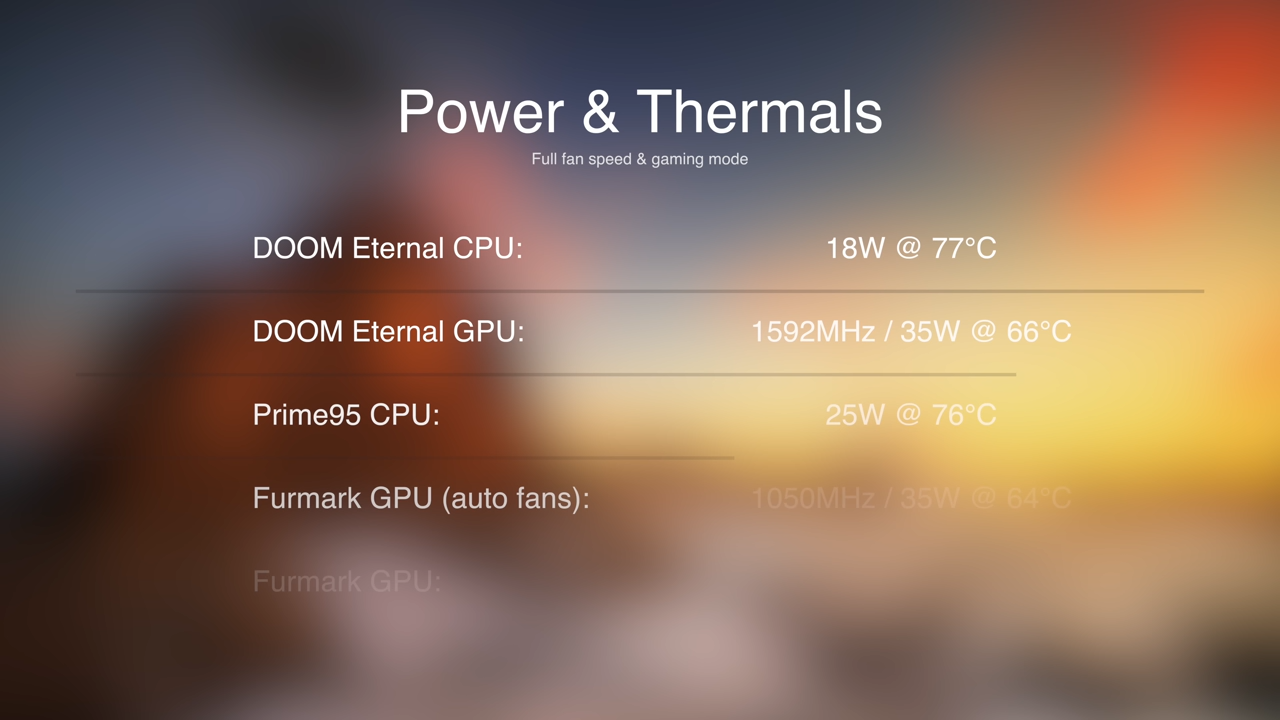 Power & Thermals
Full fan speed & gaming mode
DOOM Eternal CPU: 18W @ 77°C
DOOM Eternal GPU: 1592MHz / 35W @ 66°C
Prime95 CPU: 25W @ 76°C
Furmark GPU (auto fans): 1050MHz / 35W @ 64°C
Furmark GPU: